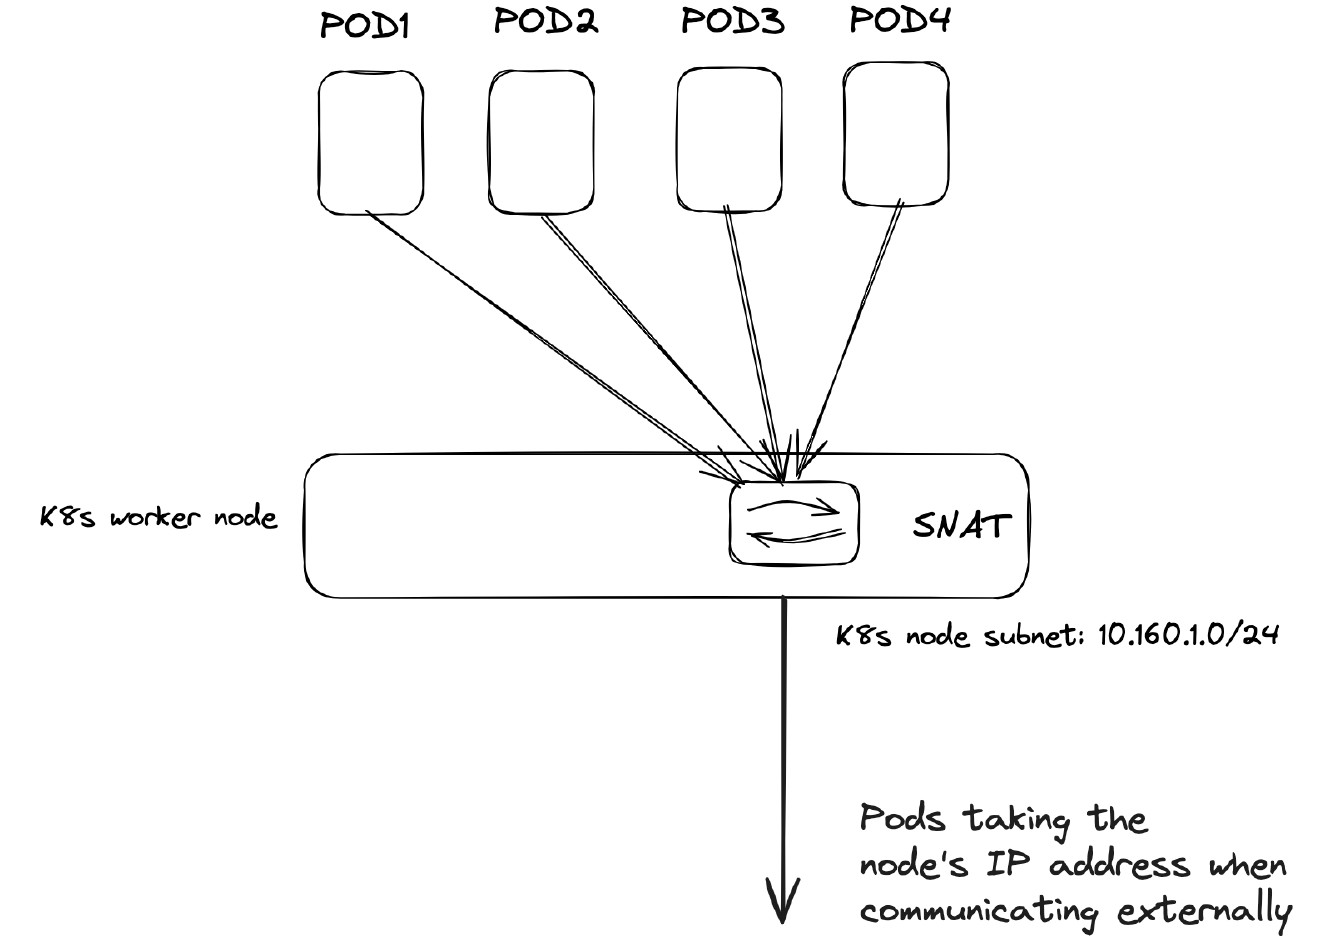 POD1
POD2
POD3
POD4
K8s worker node
SNAT
K8s node subnet: 10.160.1.0/24
Pods taking the
node's IP address when
communicating externally